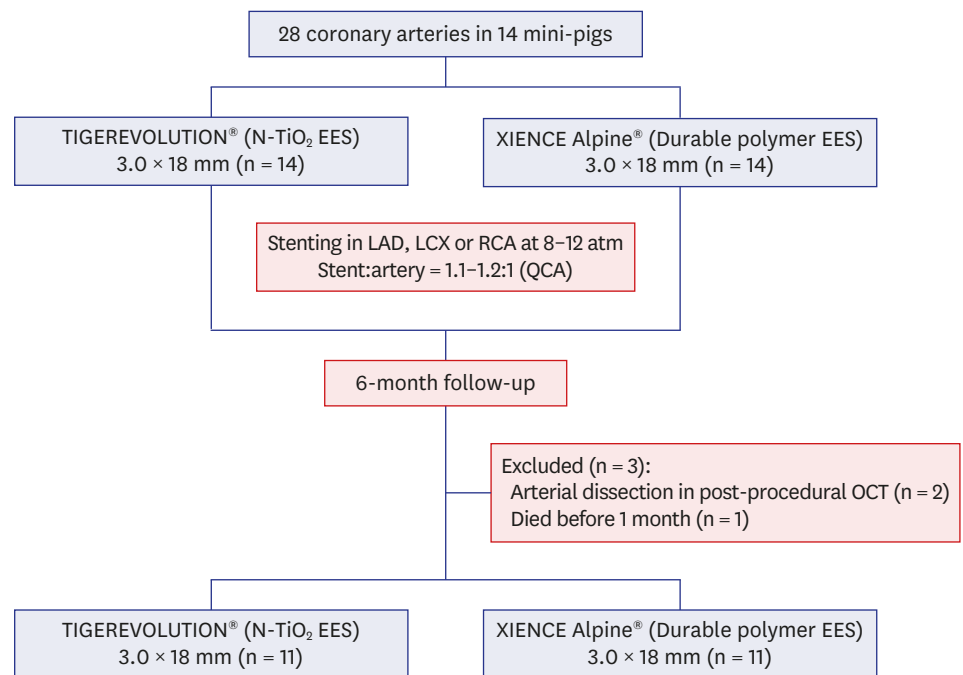 28 coronary arteries in 14 mini-pigs
TIGEREVOLUTION® (N-TiO₂ EES)
3.0 × 18 mm (n = 14)
XIENCE Alpine® (Durable polymer EES)
3.0 × 18 mm (n = 14)
Stenting in LAD, LCX or RCA at 8–12 atm
Stent:artery = 1.1–1.2:1 (QCA)
6-month follow-up
Excluded (n = 3):
Arterial dissection in post-procedural OCT (n = 2)
Died before 1 month (n = 1)
TIGEREVOLUTION® (N-TiO₂ EES)
3.0 × 18 mm (n = 11)
XIENCE Alpine® (Durable polymer EES)
3.0 × 18 mm (n = 11)